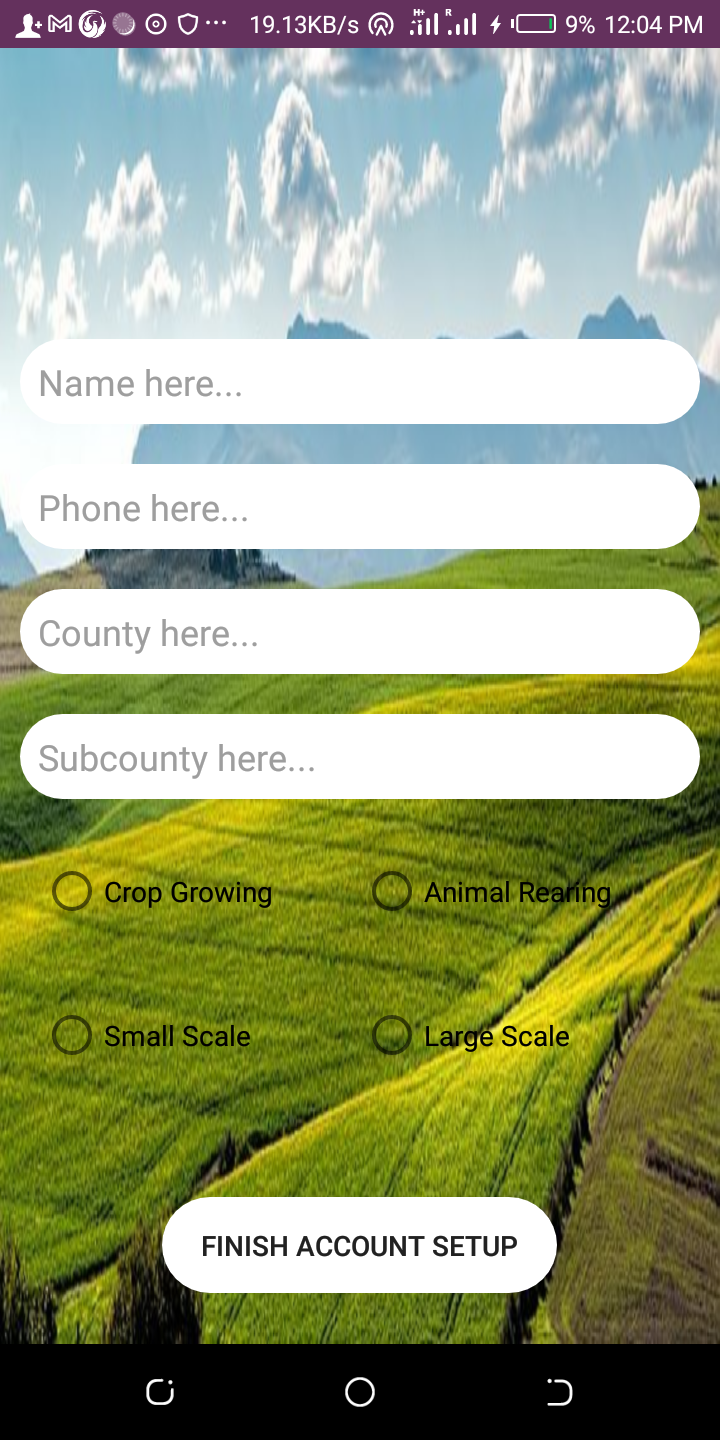 19.13KB/s H+ R 9% 12:04 PM
Name here...
Phone here...
County here...
Subcounty here...
Crop Growing Animal Rearing
Small Scale Large Scale
FINISH ACCOUNT SETUP